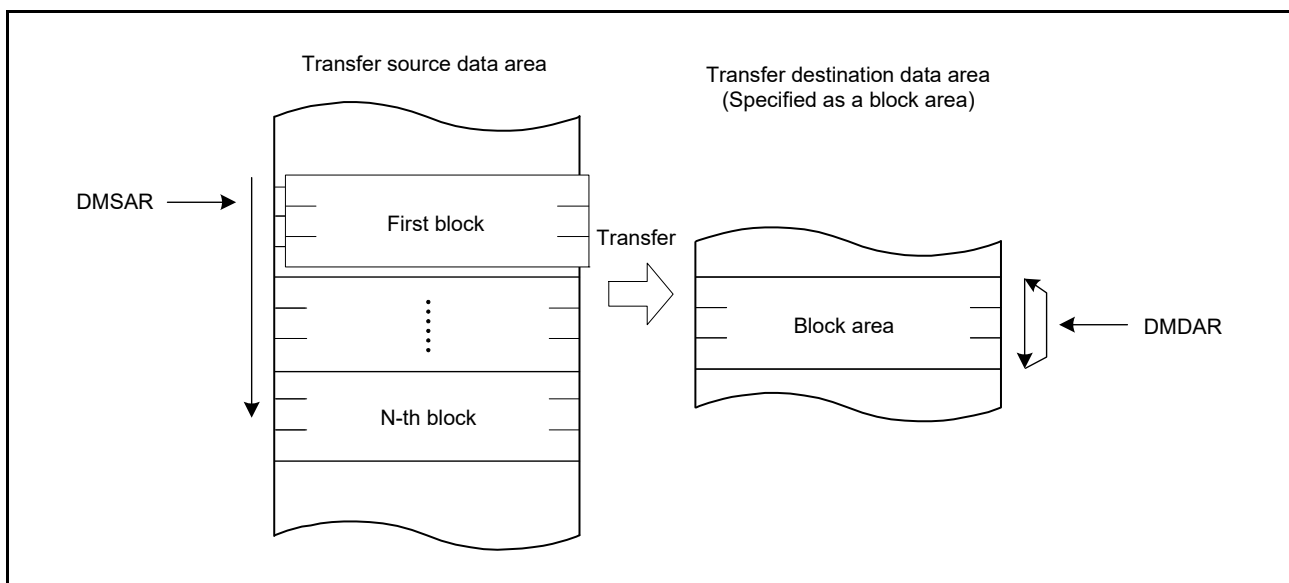 Transfer source data area
Transfer destination data area
(Specified as a block area)
DMSAR
First block
Transfer
Block area
DMDAR
N-th block